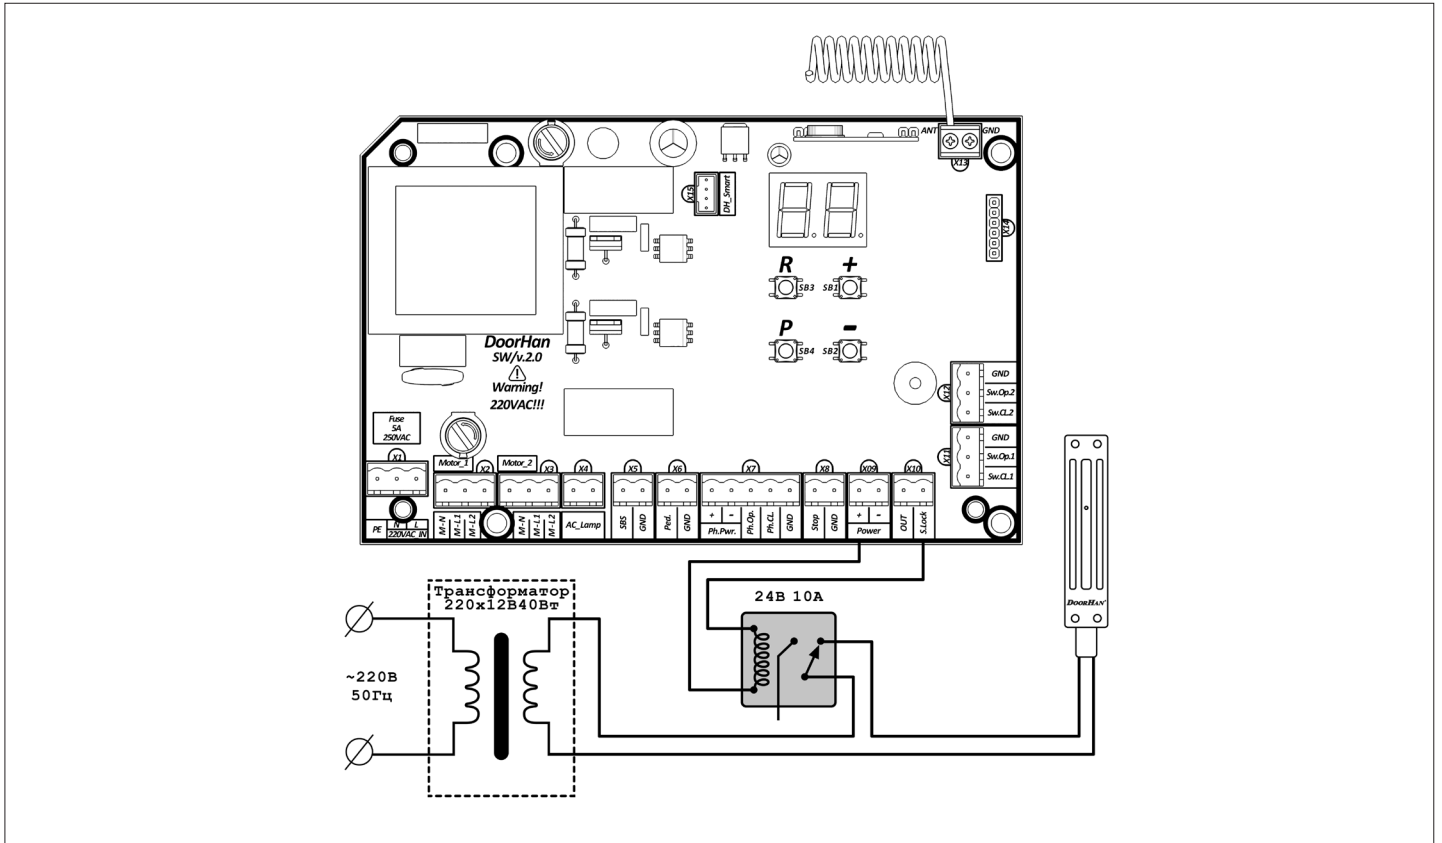 ANT
GND
X13
X15
DH_Smart
X14
R
+
SB3
SB1
P
-
SB4
SB2
DoorHan
SW/v.2.0
Warning!
220VAC!!!
GND
Sw.Op.2
Sw.CL.2
X12
GND
Sw.Op.1
Sw.CL.1
X11
Fuse
5A
250VAC
X1
Motor_1
X2
Motor_2
X3
X4
X5
X6
X7
X8
X09
X10
PE
N
L
220VAC_IN
M-N
M-L1
M-L2
M-N
M-L1
M-L2
AC_Lamp
SBS
GND
Ped.
GND
+
-
Ph.Pwr.
Ph.Op.
Ph.CL.
GND
Stop
GND
+
-
Power
OUT
S.Lock
Трансформатор
220x12В40Вт
24В 10А
~220В
50Гц
DOORHAN®